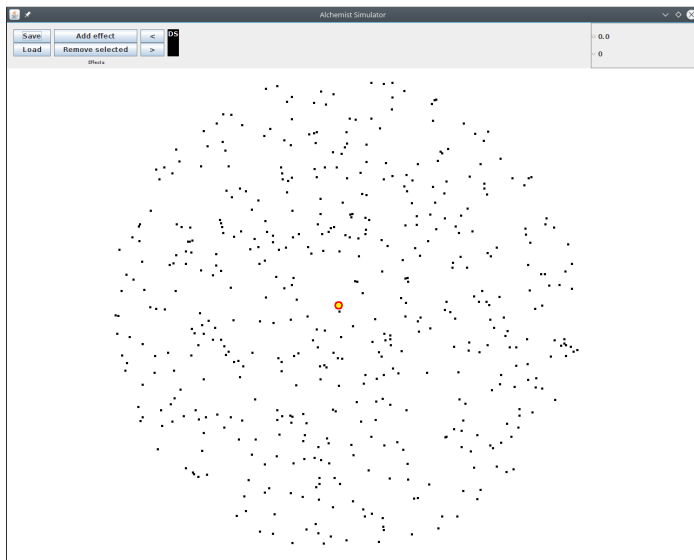 Alchemist Simulator
Save Add effect < DS
Load Remove selected >
Effects
0.0
0